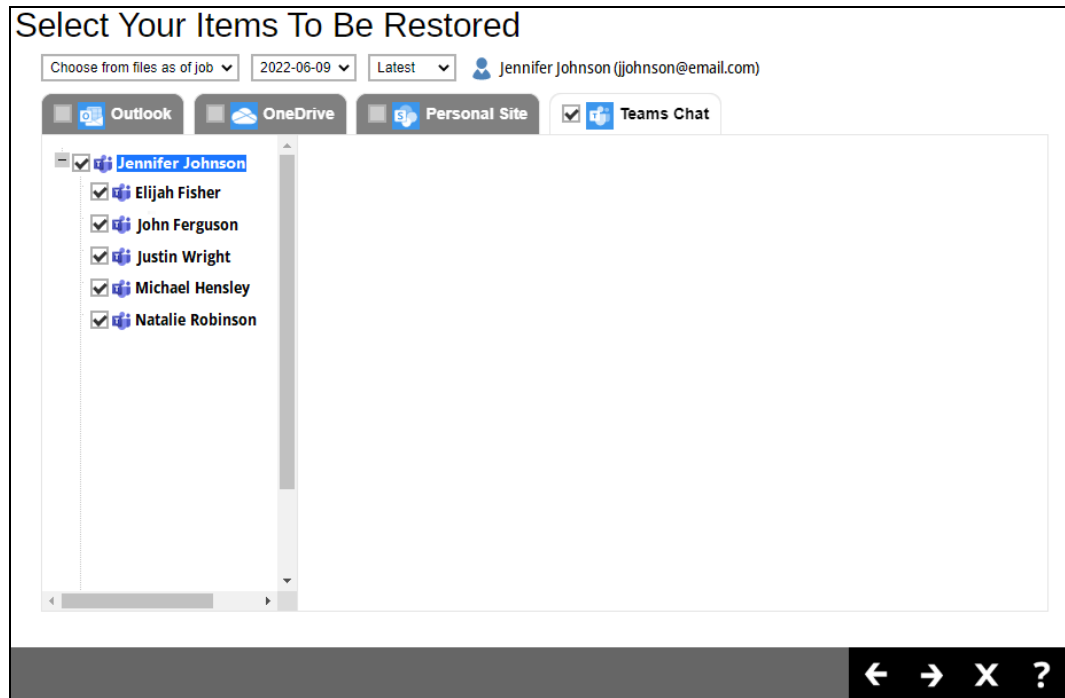 Select Your Items To Be Restored
Choose from files as of job 2022-06-09 Latest Jennifer Johnson (jjohnson@email.com)
Outlook OneDrive Personal Site Teams Chat
Jennifer Johnson
Elijah Fisher
John Ferguson
Justin Wright
Michael Hensley
Natalie Robinson
X ?